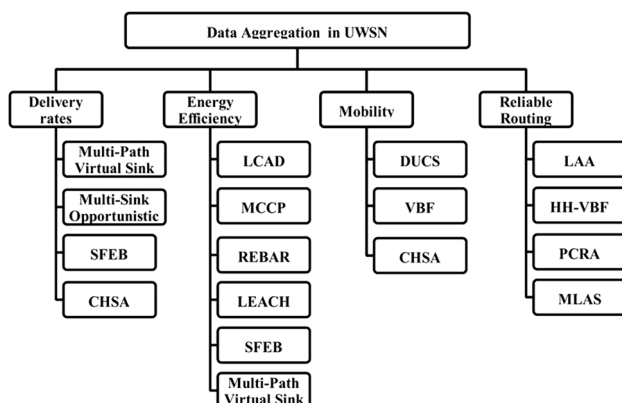 Data Aggregation in UWSN
Delivery
rates
Multi-Path
Virtual Sink
Multi-Sink
Opportunistic
SFEB
CHSA
Energy
Efficiency
LCAD
MCCP
REBAR
LEACH
SFEB
Multi-Path
Virtual Sink
Mobility
DUCS
VBF
CHSA
Reliable
Routing
LAA
HH-VBF
PCRA
MLAS